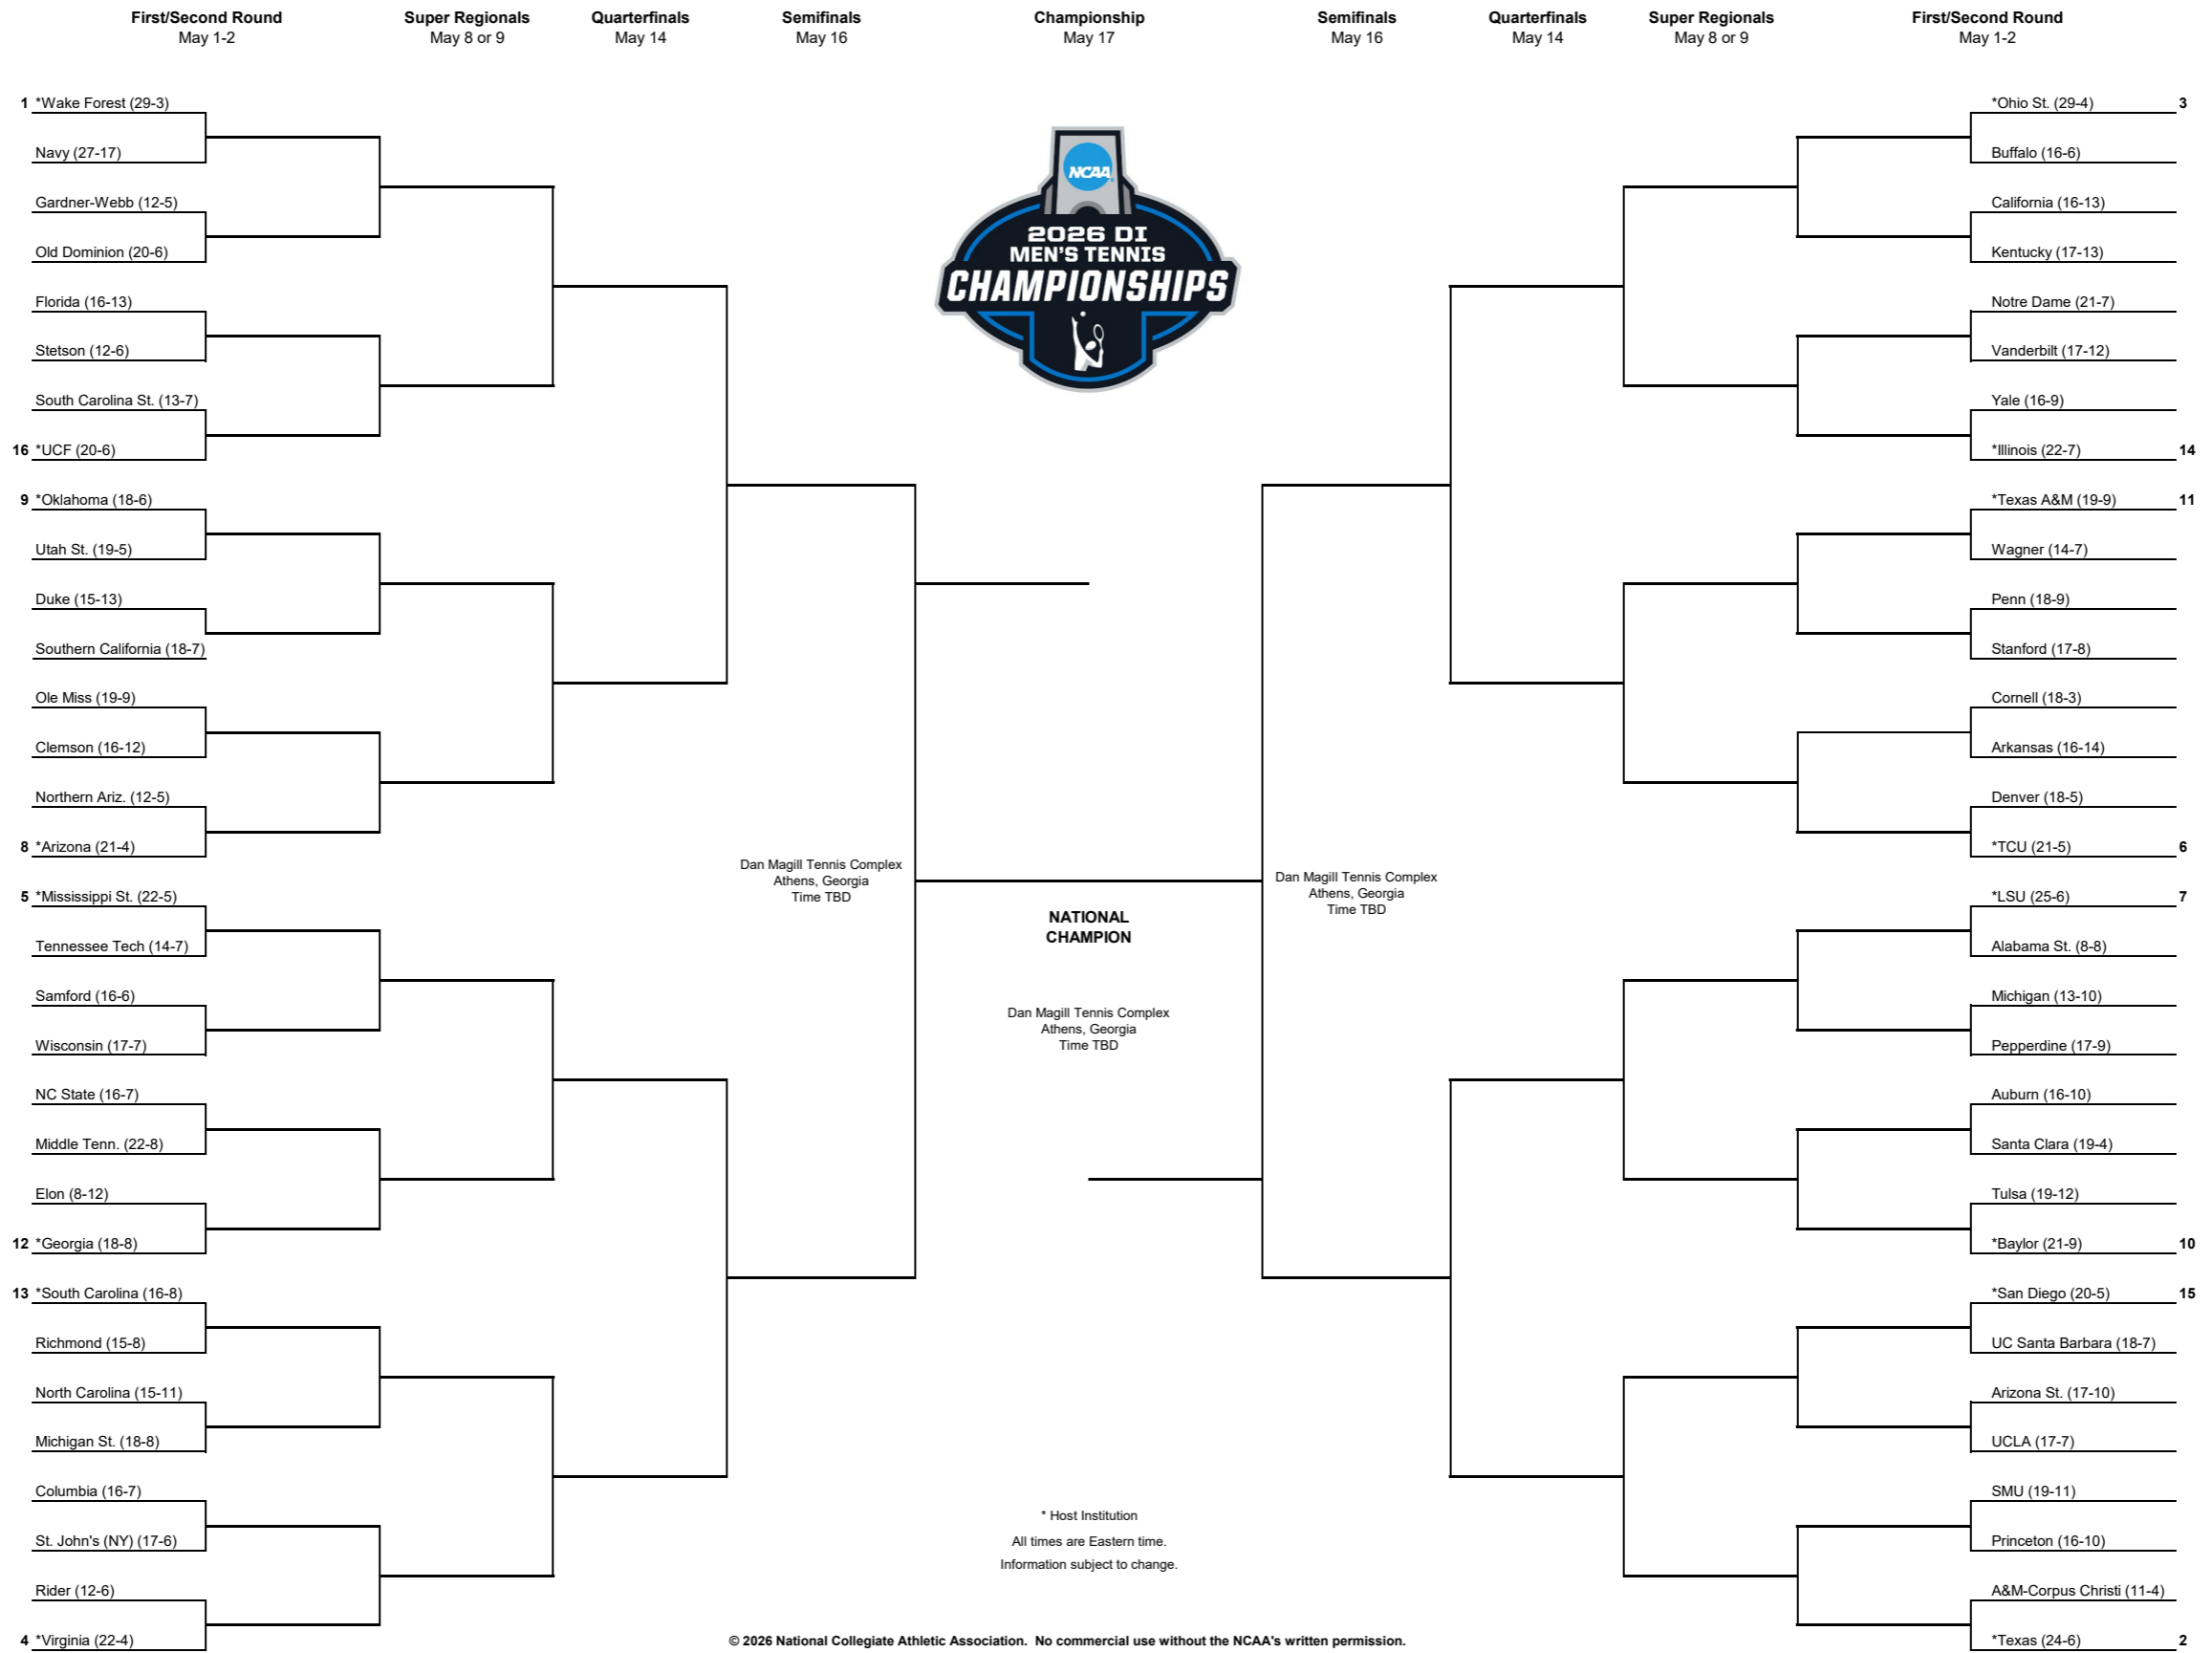 First/Second Round
May 1-2
Super Regionals
May 8 or 9
Quarterfinals
May 14
Semifinals
May 16
Championship
May 17
Semifinals
May 16
Quarterfinals
May 14
Super Regionals
May 8 or 9
First/Second Round
May 1-2
1 *Wake Forest (29-3)
Navy (27-17)
Gardner-Webb (12-5)
Old Dominion (20-6)
Florida (16-13)
Stetson (12-6)
South Carolina St. (13-7)
16 *UCF (20-6)
9 *Oklahoma (18-6)
Utah St. (19-5)
Duke (15-13)
Southern California (18-7)
Ole Miss (19-9)
Clemson (16-12)
Northern Ariz. (12-5)
8 *Arizona (21-4)
5 *Mississippi St. (22-5)
Tennessee Tech (14-7)
Samford (16-6)
Wisconsin (17-7)
NC State (16-7)
Middle Tenn. (22-8)
Elon (8-12)
12 *Georgia (18-8)
13 *South Carolina (16-8)
Richmond (15-8)
North Carolina (15-11)
Michigan St. (18-8)
Columbia (16-7)
St. John's (NY) (17-6)
Rider (12-6)
4 *Virginia (22-4)
NCAA
2026 DI
MEN'S TENNIS
CHAMPIONSHIPS
Dan Magill Tennis Complex
Athens, Georgia
Time TBD
NATIONAL
CHAMPION
Dan Magill Tennis Complex
Athens, Georgia
Time TBD
Dan Magill Tennis Complex
Athens, Georgia
Time TBD
*Ohio St. (29-4) 3
Buffalo (16-6)
California (16-13)
Kentucky (17-13)
Notre Dame (21-7)
Vanderbilt (17-12)
Yale (16-9)
*Illinois (22-7) 14
*Texas A&M (19-9) 11
Wagner (14-7)
Penn (18-9)
Stanford (17-8)
Cornell (18-3)
Arkansas (16-14)
Denver (18-5)
*TCU (21-5) 6
*LSU (25-6) 7
Alabama St. (8-8)
Michigan (13-10)
Pepperdine (17-9)
Auburn (16-10)
Santa Clara (19-4)
Tulsa (19-12)
*Baylor (21-9) 10
*San Diego (20-5) 15
UC Santa Barbara (18-7)
Arizona St. (17-10)
UCLA (17-7)
SMU (19-11)
Princeton (16-10)
A&M-Corpus Christi (11-4)
*Texas (24-6) 2
* Host Institution
All times are Eastern time.
Information subject to change.
© 2026 National Collegiate Athletic Association. No commercial use without the NCAA's written permission.